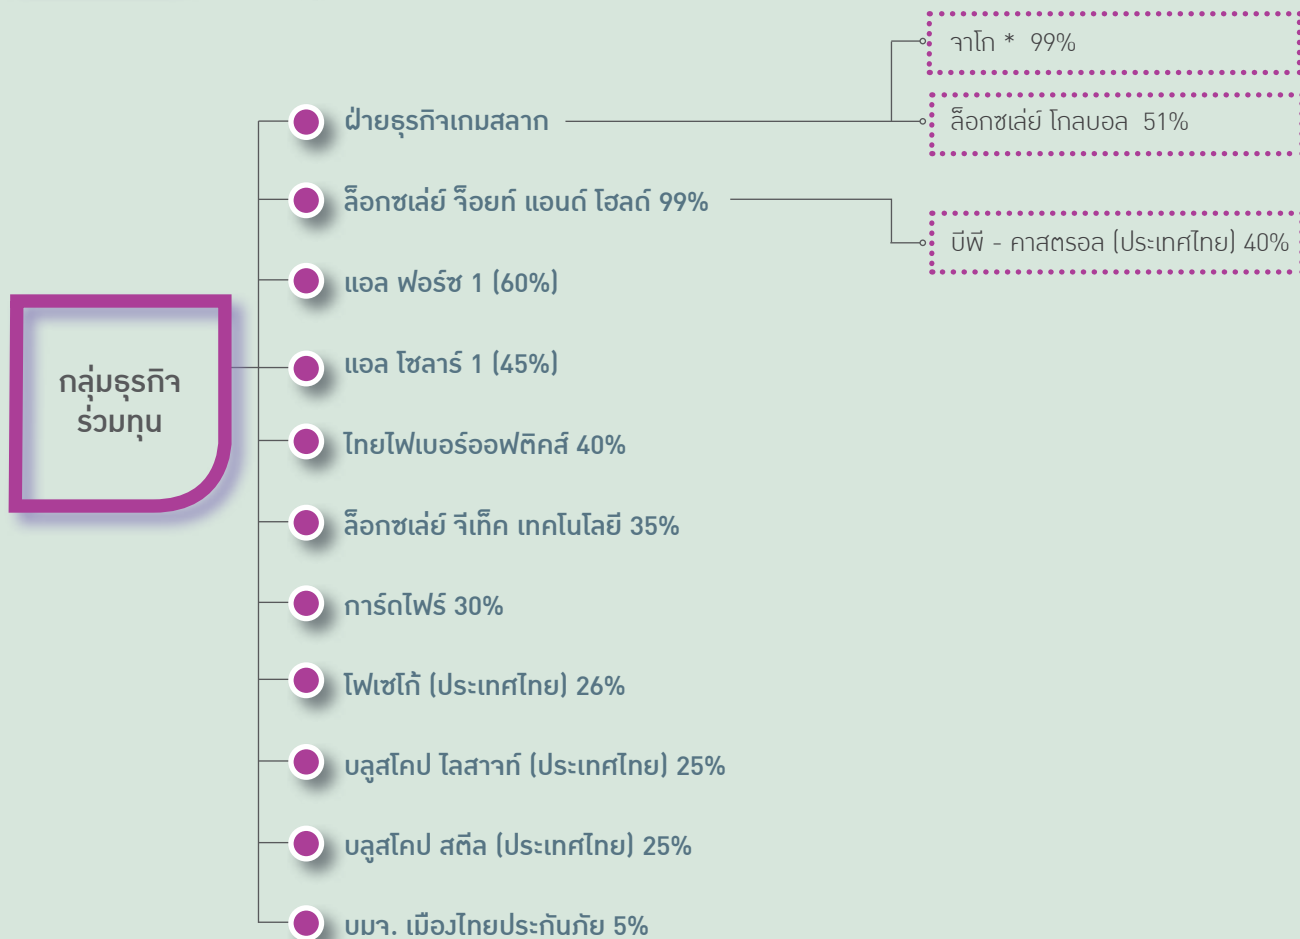 กลุ่มธุรกิจ
ร่วมทุน
ฝ่ายธุรกิจเกมสลาก
จาโก * 99%
ล็อกซเล่ย์ โกลบอล 51%
ล็อกซเล่ย์ จ็อยท์ แอนด์ โฮลด์ 99%
บีพี - คาสตรอล (ประเทศไทย) 40%
แอล ฟอร์ซ 1 (60%)
แอล โซลาร์ 1 (45%)
ไทยไฟเบอร์ออฟติคส์ 40%
ล็อกซเล่ย์ จีเท็ค เทคโนโลยี 35%
การ์ดไฟร์ 30%
โฟเซโก้ (ประเทศไทย) 26%
บลูสโคป ไลสาจท์ (ประเทศไทย) 25%
บลูสโคป สตีล (ประเทศไทย) 25%
บมจ. เมืองไทยประกันภัย 5%